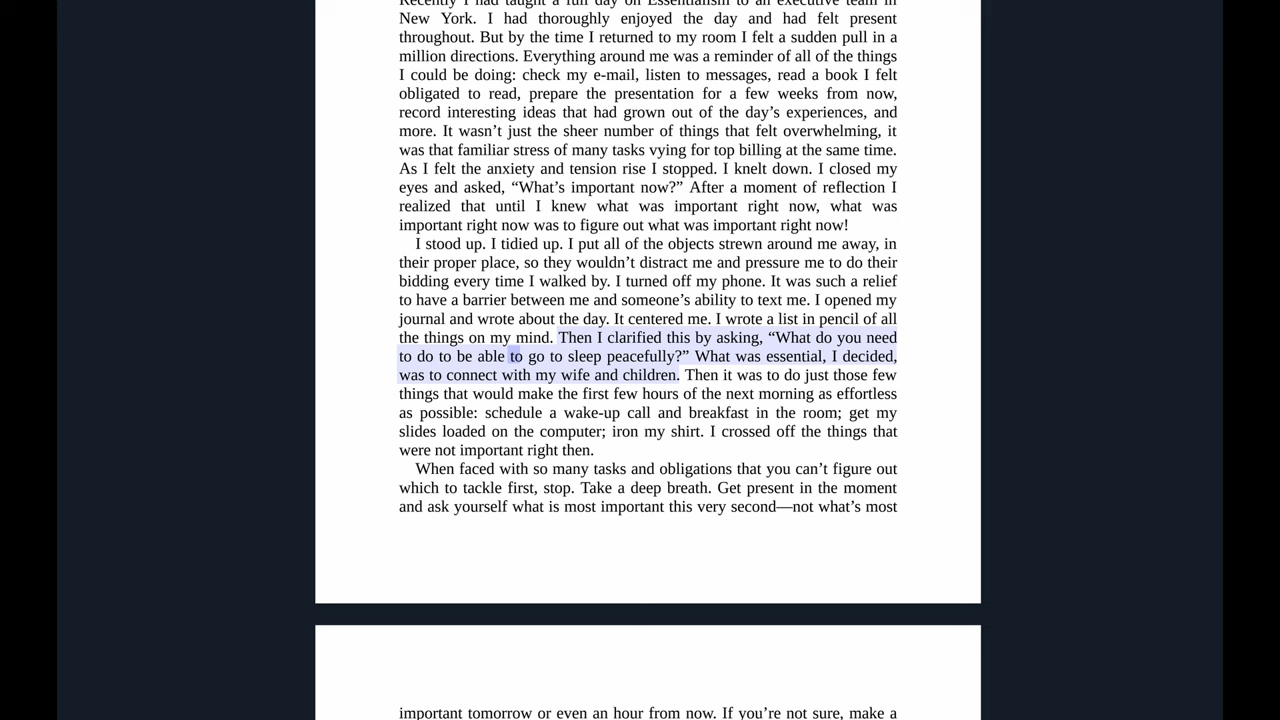 Recently I had taught a full day on Essentialism to an executive team in
New York. I had thoroughly enjoyed the day and had felt present
throughout. But by the time I returned to my room I felt a sudden pull in a
million directions. Everything around me was a reminder of all of the things
I could be doing: check my e-mail, listen to messages, read a book I felt
obligated to read, prepare the presentation for a few weeks from now,
record interesting ideas that had grown out of the day’s experiences, and
more. It wasn’t just the sheer number of things that felt overwhelming, it
was that familiar stress of many tasks vying for top billing at the same time.
As I felt the anxiety and tension rise I stopped. I knelt down. I closed my
eyes and asked, “What’s important now?” After a moment of reflection I
realized that until I knew what was important right now, what was
important right now was to figure out what was important right now!
I stood up. I tidied up. I put all of the objects strewn around me away, in
their proper place, so they wouldn’t distract me and pressure me to do their
bidding every time I walked by. I turned off my phone. It was such a relief
to have a barrier between me and someone’s ability to text me. I opened my
journal and wrote about the day. It centered me. I wrote a list in pencil of all
the things on my mind. Then I clarified this by asking, “What do you need
to do to be able to go to sleep peacefully?” What was essential, I decided,
was to connect with my wife and children. Then it was to do just those few
things that would make the first few hours of the next morning as effortless
as possible: schedule a wake-up call and breakfast in the room; get my
slides loaded on the computer; iron my shirt. I crossed off the things that
were not important right then.
When faced with so many tasks and obligations that you can’t figure out
which to tackle first, stop. Take a deep breath. Get present in the moment
and ask yourself what is most important this very second—not what’s most
important tomorrow or even an hour from now. If you’re not sure, make a